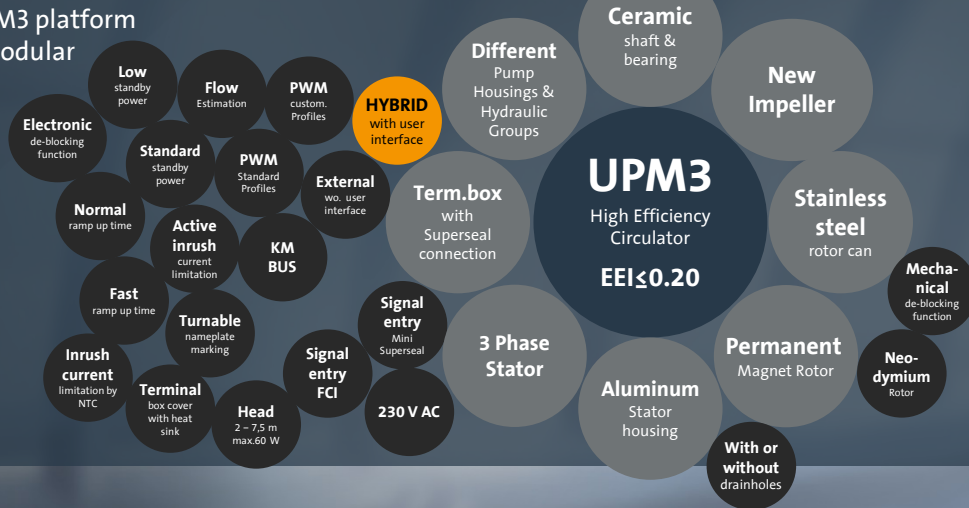 M3 platform
odular
Low
standby
power
Flow
Estimation
PWM
custom.
Profiles
HYBRID
with user
interface
Electronic
de-blocking
function
Standard
standby
power
PWM
Standard
Profiles
External
wo. user
interface
Normal
ramp up time
Active
inrush
current
limitation
KM
BUS
Fast
ramp up time
Turnable
nameplate
marking
Signal
entry
Mini
Superseal
Inrush
current
limitation by
NTC
Terminal
box cover
with heat
sink
Head
2 – 7,5 m
max.60 W
Signal
entry
FCI
230 V AC
Different
Pump
Housings &
Hydraulic
Groups
Ceramic
shaft &
bearing
New
Impeller
Term.box
with
Superseal
connection
UPM3
High Efficiency
Circulator
EEI≤0.20
Stainless
steel
rotor can
3 Phase
Stator
Aluminum
Stator
housing
Permanent
Magnet Rotor
Mecha-
nical
de-blocking
function
Neo-
dymium
Rotor
With or
without
drainholes